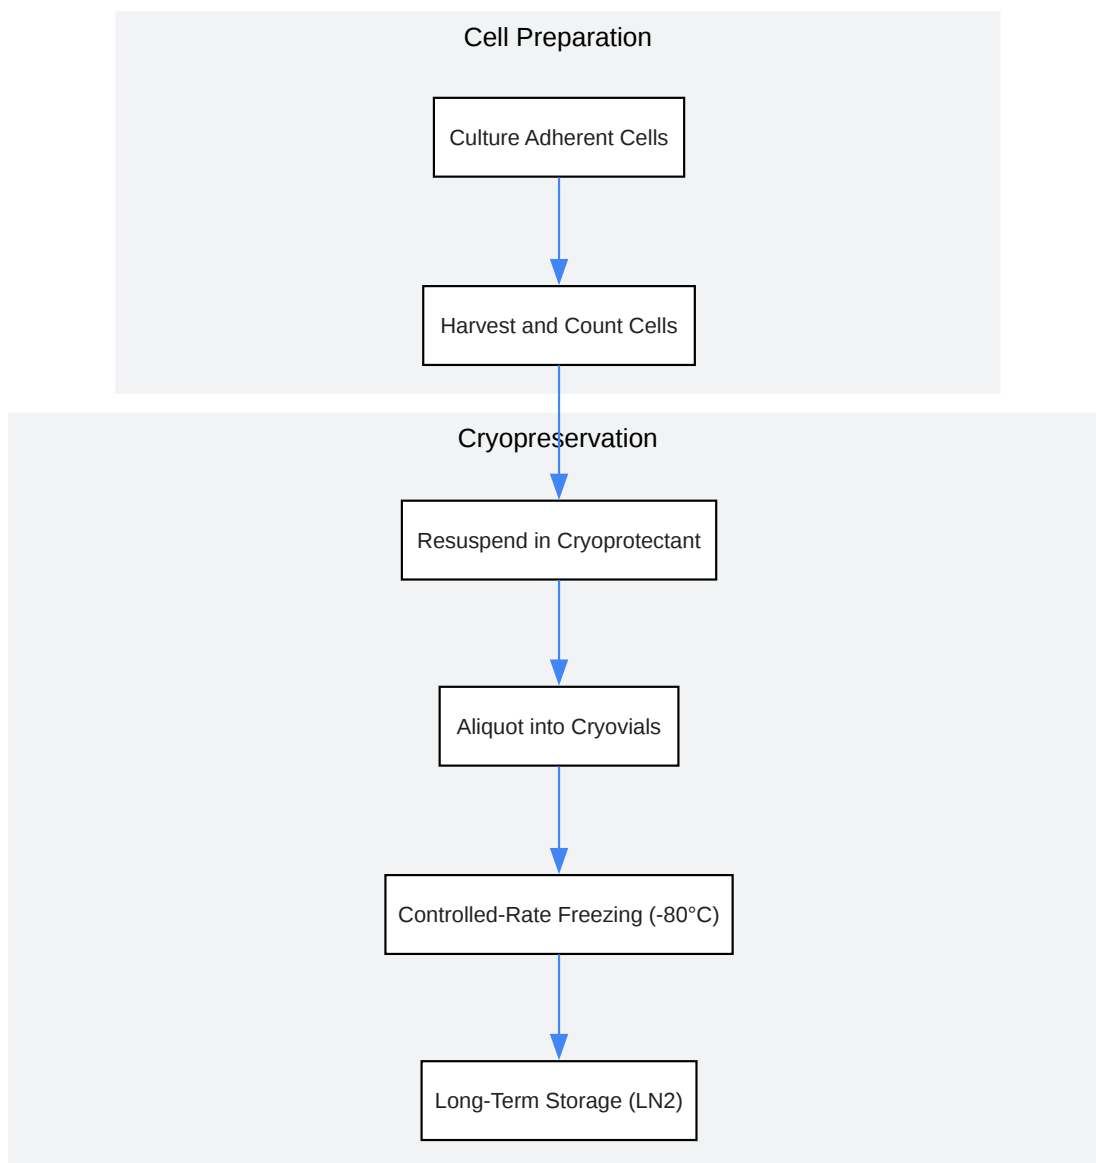 Cell Preparation
Culture Adherent Cells
Harvest and Count Cells
Cryopreservation
Resuspend in Cryoprotectant
Aliquot into Cryovials
Controlled-Rate Freezing (-80°C)
Long-Term Storage (LN2)